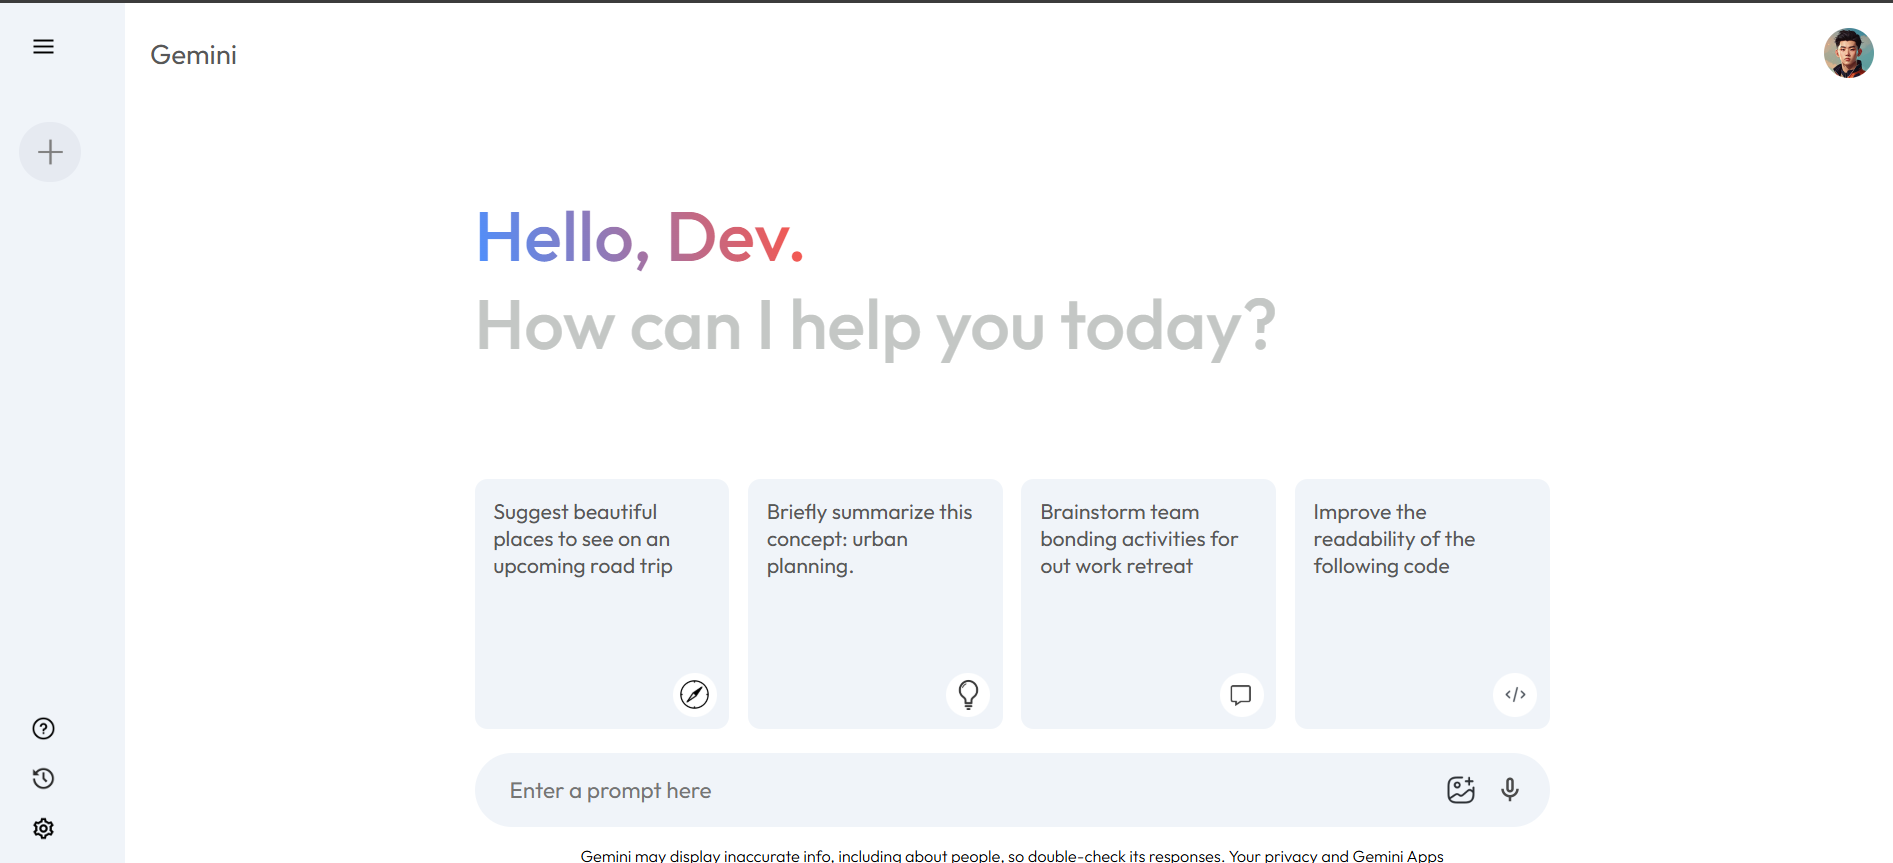 Gemini
Hello, Dev.
How can I help you today?
Suggest beautiful
places to see on an
upcoming road trip
Briefly summarize this
concept: urban
planning.
Brainstorm team
bonding activities for
out work retreat
Improve the
readability of the
following code
Enter a prompt here
Gemini may display inaccurate info, including about people, so double-check its responses. Your privacy and Gemini Apps